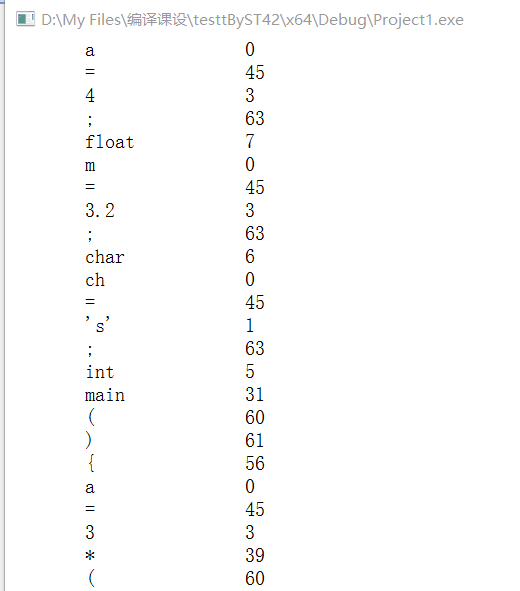 D:\My Files\编译课设\testtByST42\x64\Debug\Project1.exe
a 0
= 45
4 3
; 63
float 7
m 0
= 45
3.2 3
; 63
char 6
ch 0
= 45
's' 1
; 63
int 5
main 31
( 60
) 61
{ 56
a 0
= 45
3 3
* 39
( 60